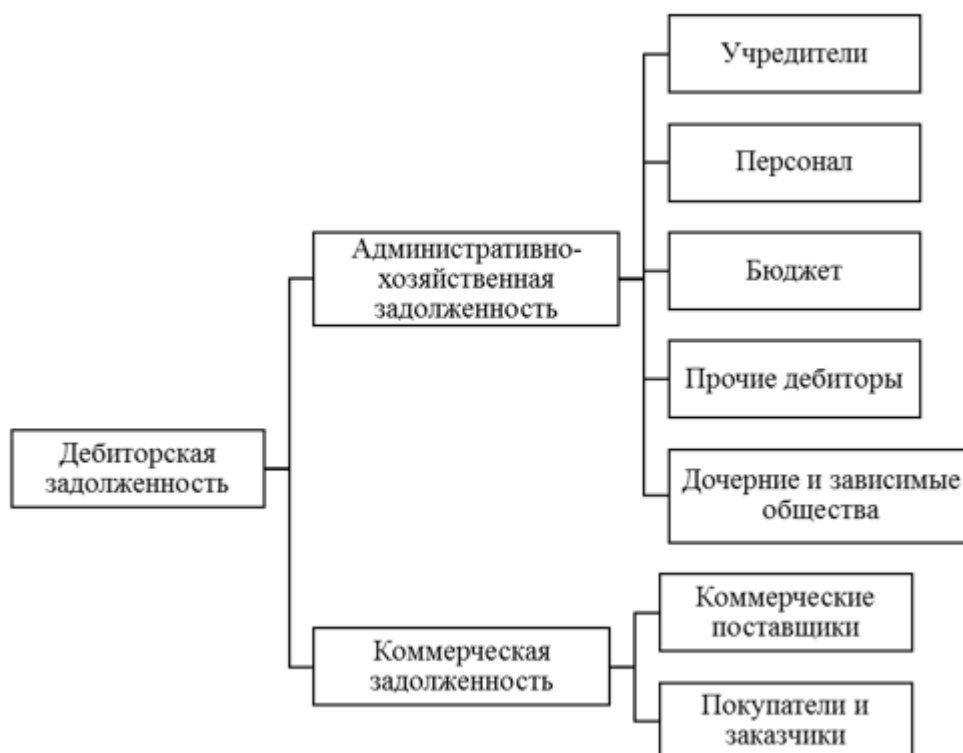 Учредители
Персонал
Административно-
хозяйственная
задолженность
Бюджет
Прочие дебиторы
Дебиторская
задолженность
Дочерние и зависимые
общества
Коммерческие
поставщики
Коммерческая
задолженность
Покупатели и
заказчики